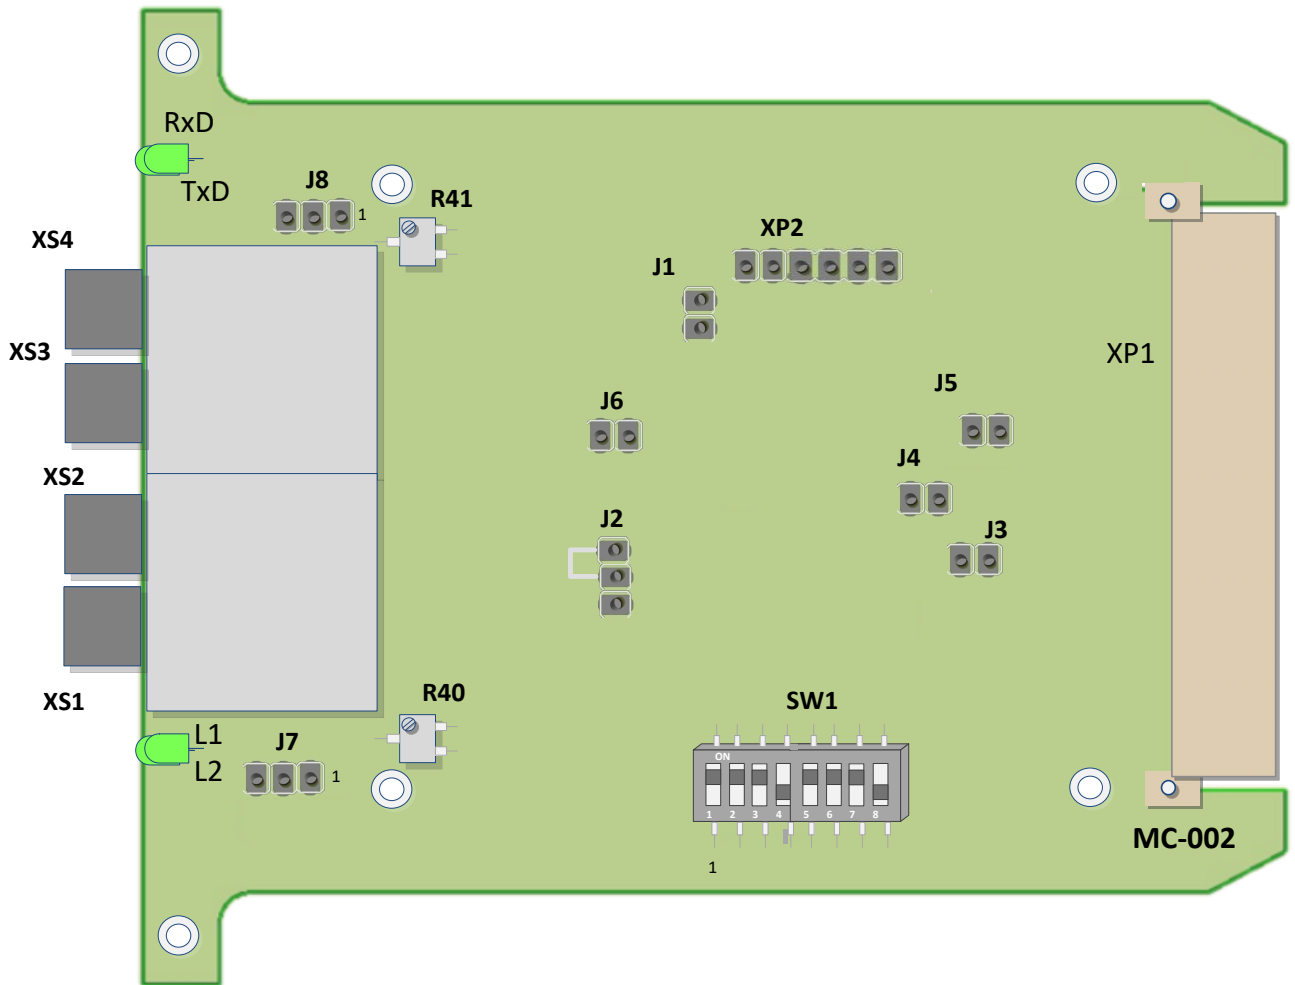 RxD
TxD
J8
1
R41
XS4
XP2
J1
XS3
XP1
J5
J6
J4
XS2
J2
J3
XS1
R40
SW1
L1
L2
J7
1
ON
1 2 3 4 5 6 7 8
1
MC-002